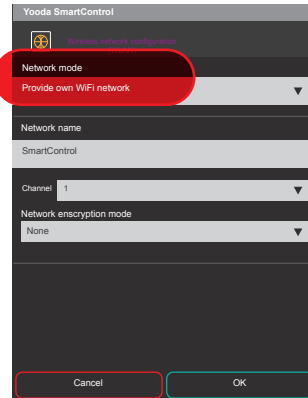 Yooda SmartControl
Wireless network configuration
Network mode
Provide own WiFi network
Network name
SmartControl
Channel 1
Network enscryption mode
None
Cancel OK